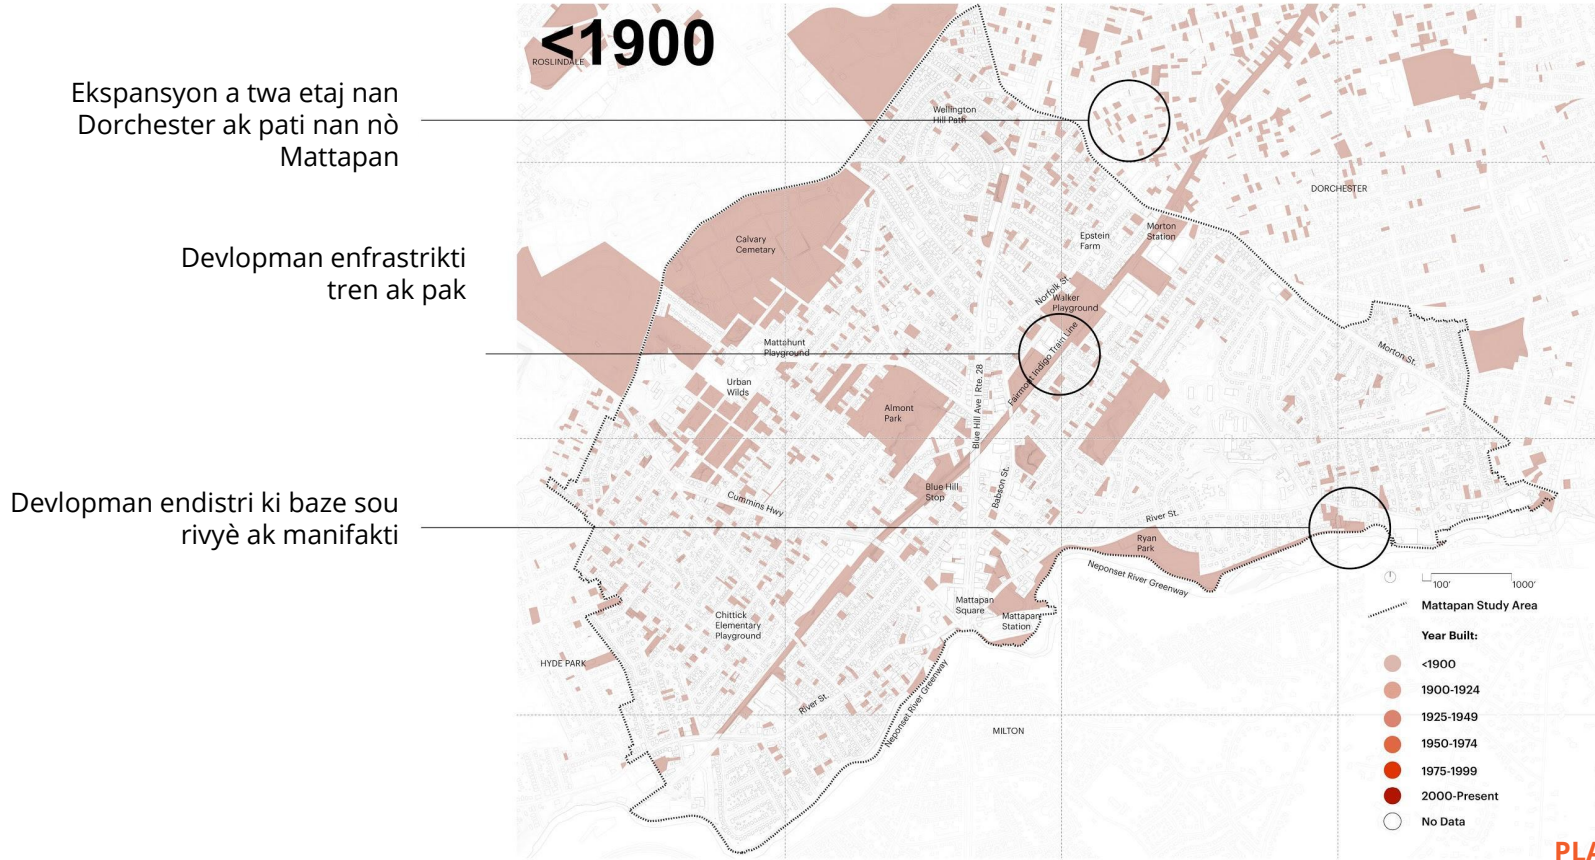 <1900
Ekspansyon a twa etaj nan
Dorchester ak pati nan nò
Mattapan
Devlopman enfrastrikti
tren ak pak
Devlopman endistri ki baze sou
rivyè ak manifakti
ROSLINDALE
Wellington
Hill Path
DORCHESTER
Calvary
Cemetary
Epstein
Farm
Morton
Station
Norfolk St.
Walker
Playground
Mattahunt
Playground
Fairmont Indigo Train Line
Morton St.
Urban
Wilds
Almont
Park
Blue Hill Ave | Rte. 28
Blue Hill
Stop
Babson St.
Cummins Hwy
River St.
Ryan
Park
Neponset River Greenway
Mattapan
Square
Mattapan
Station
Chittick
Elementary
Playground
HYDE PARK
River St.
Neponset River Greenway
MILTON
100'
1000'
Mattapan Study Area
Year Built:
<1900
1900-1924
1925-1949
1950-1974
1975-1999
2000-Present
No Data
PLA